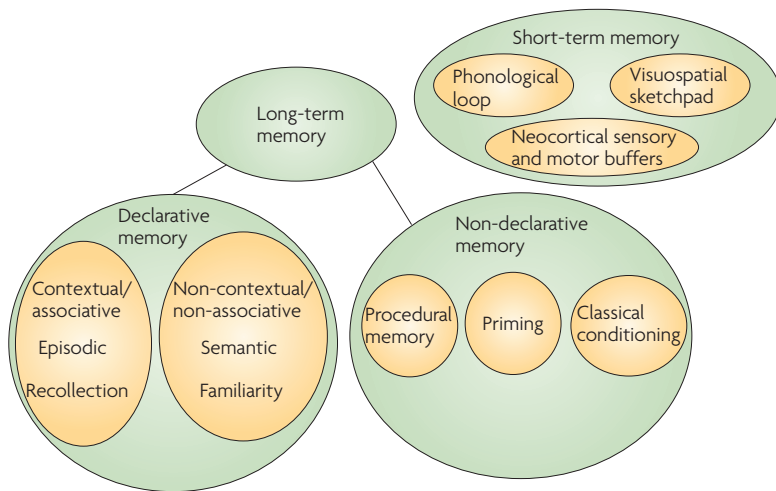 Short-term memory
Phonological
loop
Visuospatial
sketchpad
Neocortical sensory
and motor buffers
Long-term
memory
Declarative
memory
Contextual/
associative
Episodic
Recollection
Non-contextual/
non-associative
Semantic
Familiarity
Non-declarative
memory
Procedural
memory
Priming
Classical
conditioning